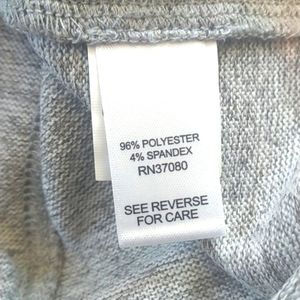 96% POLYESTER
4% SPANDEX
RN37080
SEE REVERSE
FOR CARE